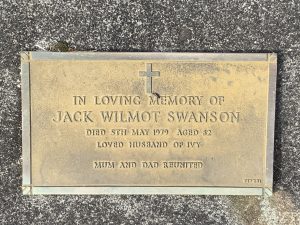 IN LOVING MEMORY OF
JACK WILMOT SWANSON
DIED 5TH MAY 1979 AGED 82
LOVED HUSBAND OF IVY
MUM AND DAD REUNITED